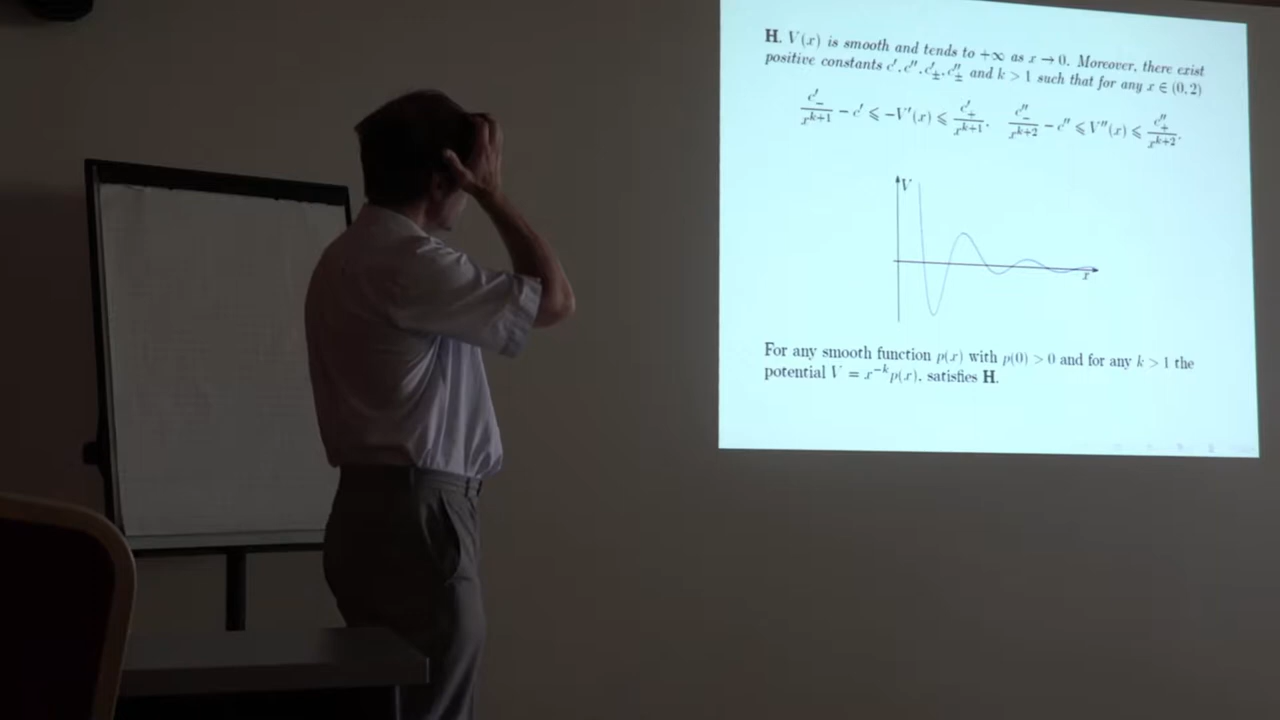 H. V(x) is smooth and tends to +∞ as x → 0. Moreover, there exist
positive constants c′, c″, c′±, c″± and k > 1 such that for any x ∈ (0, 2)
c′₋/x^{k+1} − c′ ⩽ −V′(x) ⩽ c′₊/x^{k+1}, c″₋/x^{k+2} − c″ ⩽ V″(x) ⩽ c″₊/x^{k+2}.
V
x
For any smooth function p(x) with p(0) > 0 and for any k > 1 the
potential V = x^{−k}p(x), satisfies H.